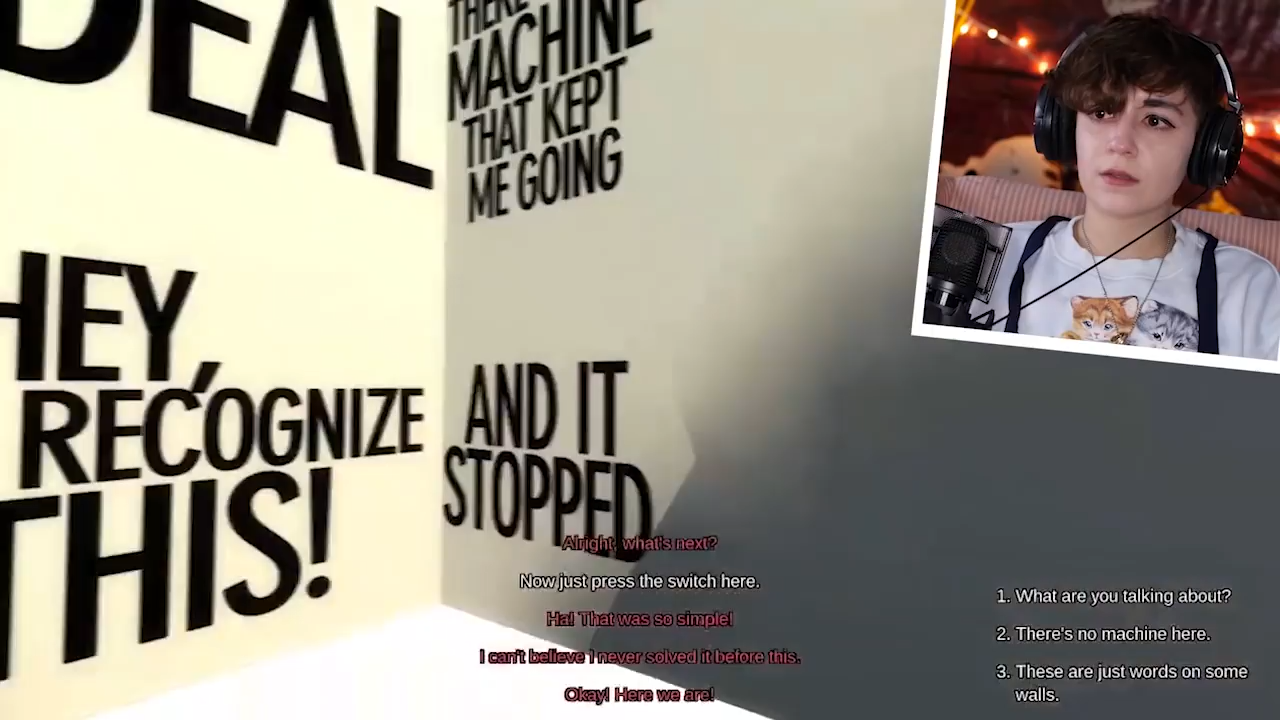 DEAL
HEY,
RECOGNIZE
THIS!
THERE
MACHINE
THAT KEPT
ME GOING
AND IT
STOPPED
Alright, what's next?
Now just press the switch here.
Ha! That was so simple!
I can't believe I never solved it before this.
Okay! Here we are!
1. What are you talking about?
2. There's no machine here.
3. These are just words on some
walls.